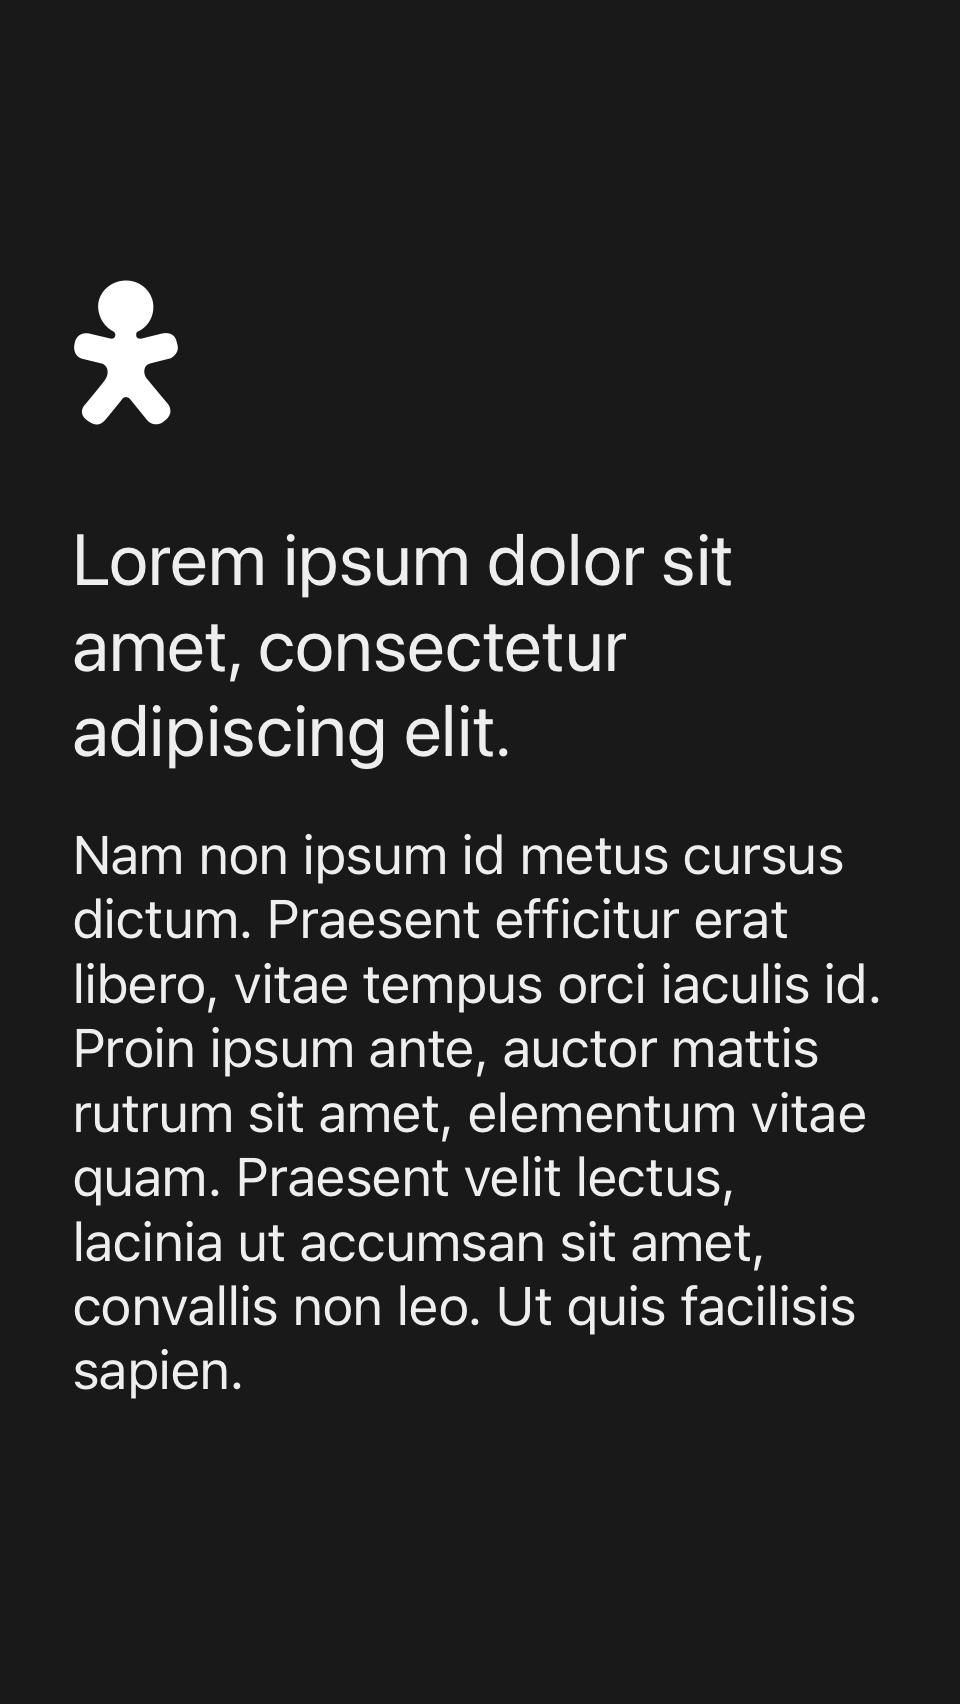 Lorem ipsum dolor sit
amet, consectetur
adipiscing elit.
Nam non ipsum id metus cursus
dictum. Praesent efficitur erat
libero, vitae tempus orci iaculis id.
Proin ipsum ante, auctor mattis
rutrum sit amet, elementum vitae
quam. Praesent velit lectus,
lacinia ut accumsan sit amet,
convallis non leo. Ut quis facilisis
sapien.